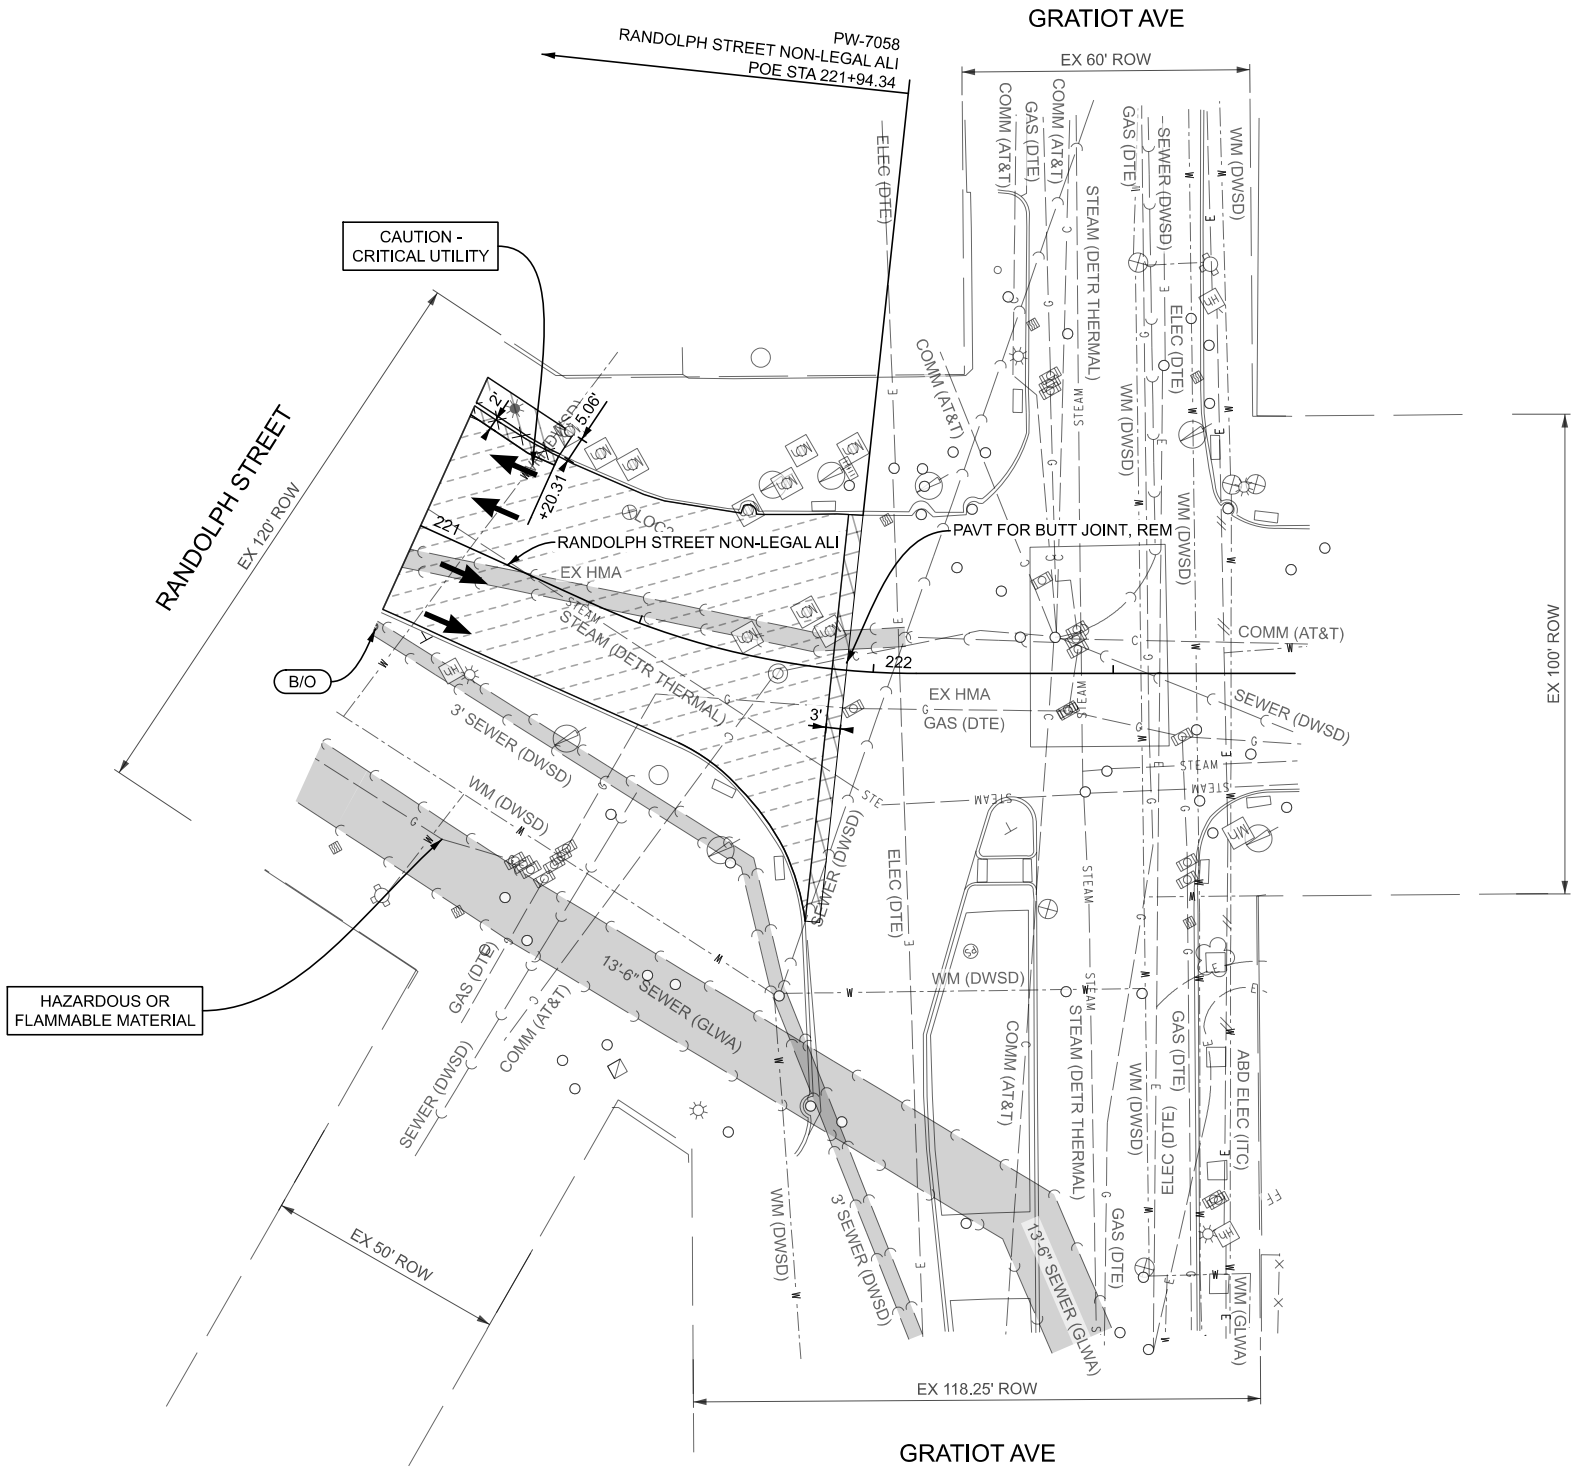 GRATIOT AVE
PW-7058
RANDOLPH STREET NON-LEGAL ALI
POE STA 221+94.34
EX 60' ROW
COMM (AT&T)
GAS (DTE)
COMM (AT&T)
GAS (DTE)
SEWER (DWSD)
WM (DWSD)
ELEC (DTE)
STEAM (DETR THERMAL)
CAUTION -
CRITICAL UTILITY
ELEC (DTE)
COMM (AT&T)
STEAM
WM (DWSD)
WM (DWSD)
RANDOLPH STREET
EX 120' ROW
2'
5.06'
+20.31
221
RANDOLPH STREET NON-LEGAL ALI
PAVT FOR BUTT JOINT, REM
EX HMA
STEAM
STEAM (DETR THERMAL)
COMM (AT&T)
EX 100' ROW
222
B/O
EX HMA
GAS (DTE)
STEAM
SEWER (DWSD)
3'
3' SEWER (DWSD)
STEAM
STEAM
STEAM
WM (DWSD)
SEWER (DWSD)
ELEC (DTE)
STEAM
HAZARDOUS OR
FLAMMABLE MATERIAL
GAS (DTE)
13'-6" SEWER (GLWA)
WM (DWSD)
STEAM
COMM (AT&T)
SEWER (DWSD)
COMM (AT&T)
STEAM (DETR THERMAL)
WM (DWSD)
GAS (DTE)
ELEC (DTE)
ABD ELEC (ITC)
EX 50' ROW
WM (DWSD)
3' SEWER (DWSD)
13'-6" SEWER (GLWA)
GAS (DTE)
WM (GLWA)
EX 118.25' ROW
GRATIOT AVE